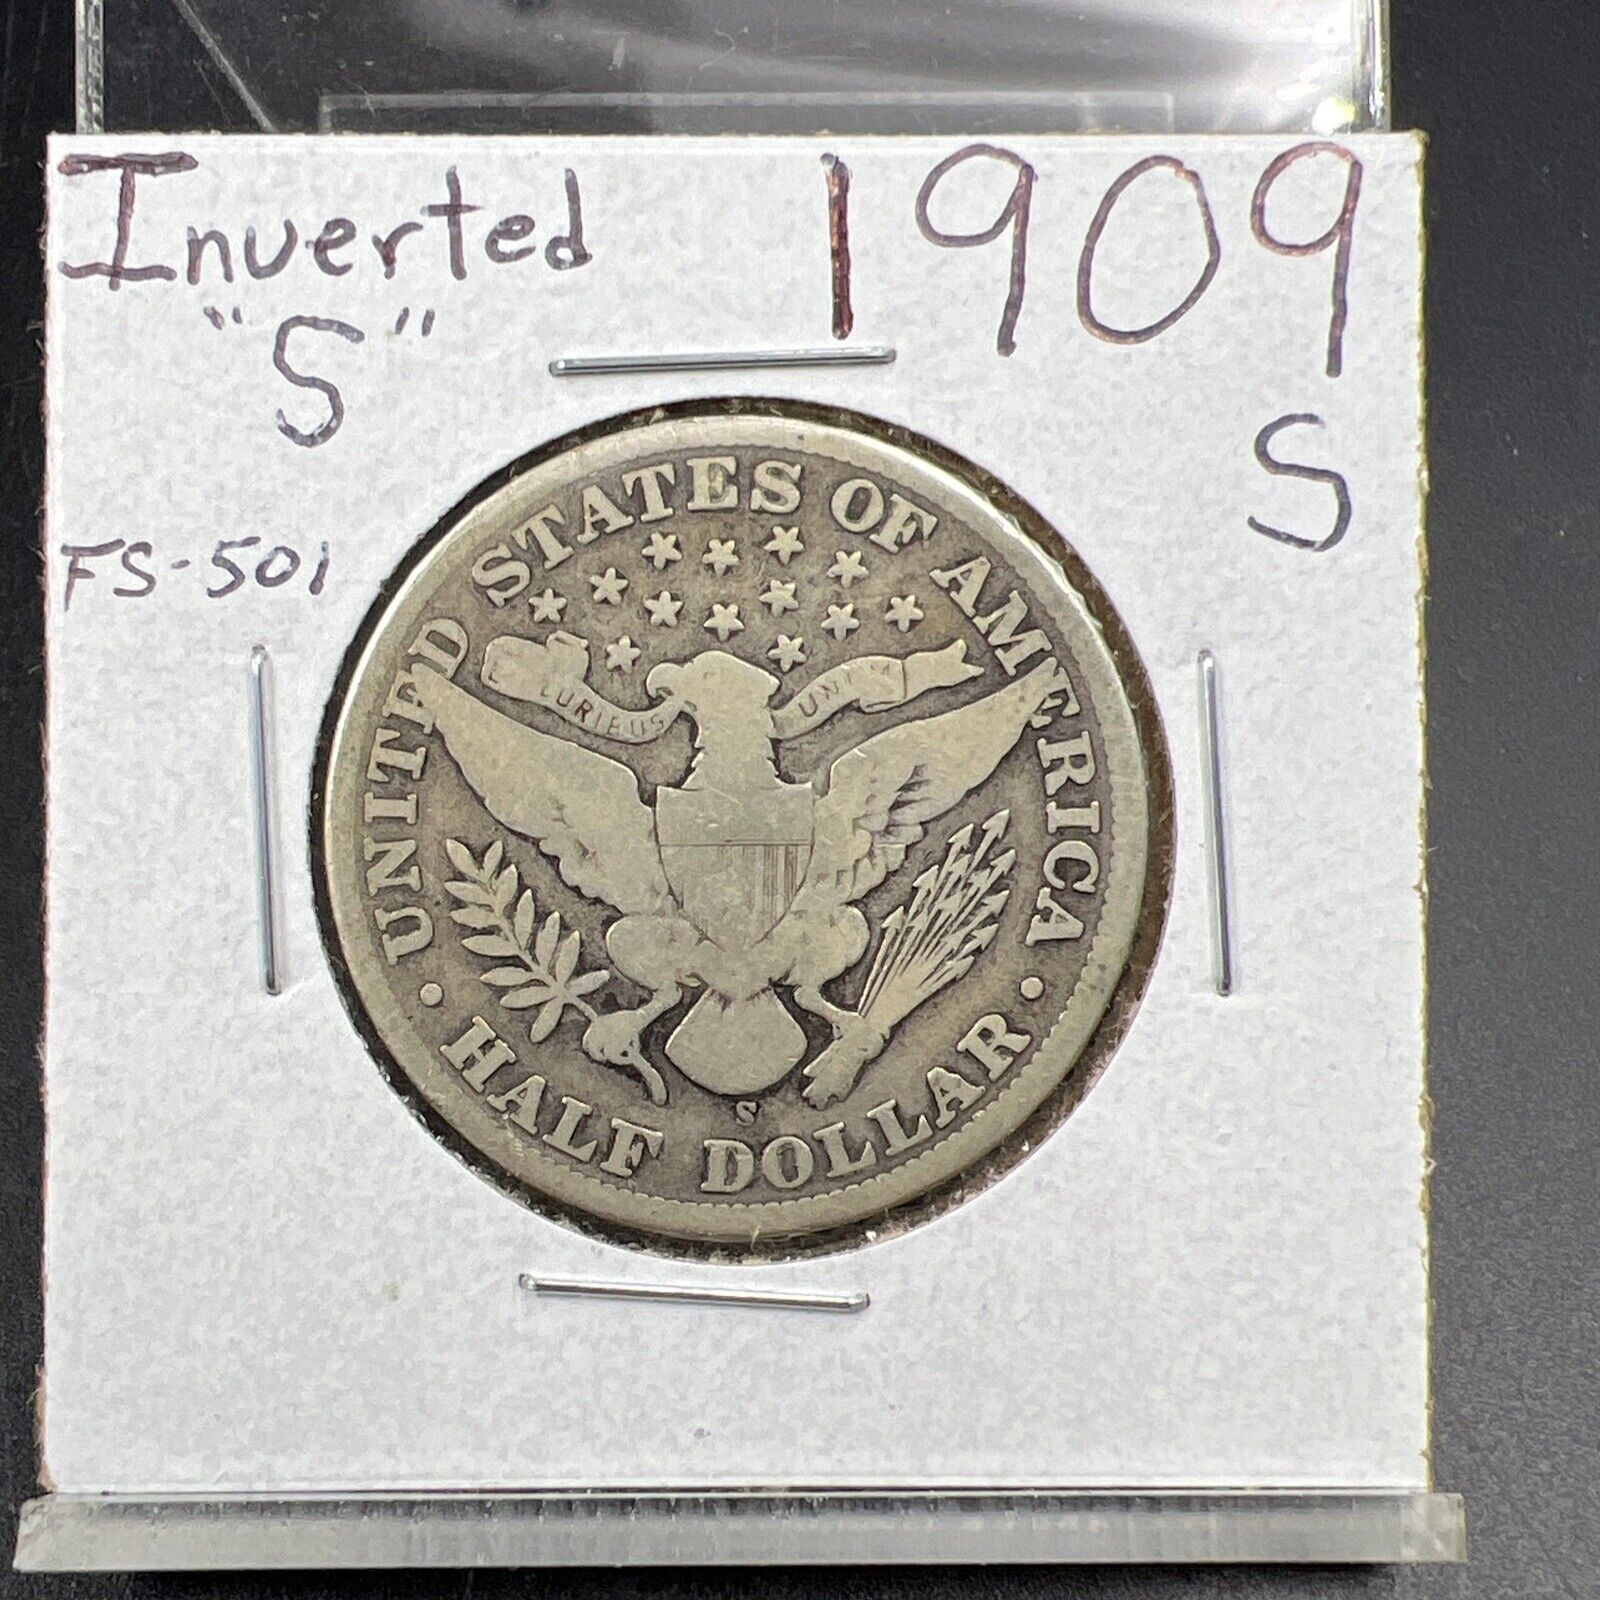 Inverted 1909
"S" S
FS-501
UNITED STATES OF AMERICA
PLURIBUS UNUM
S
· HALF DOLLAR ·